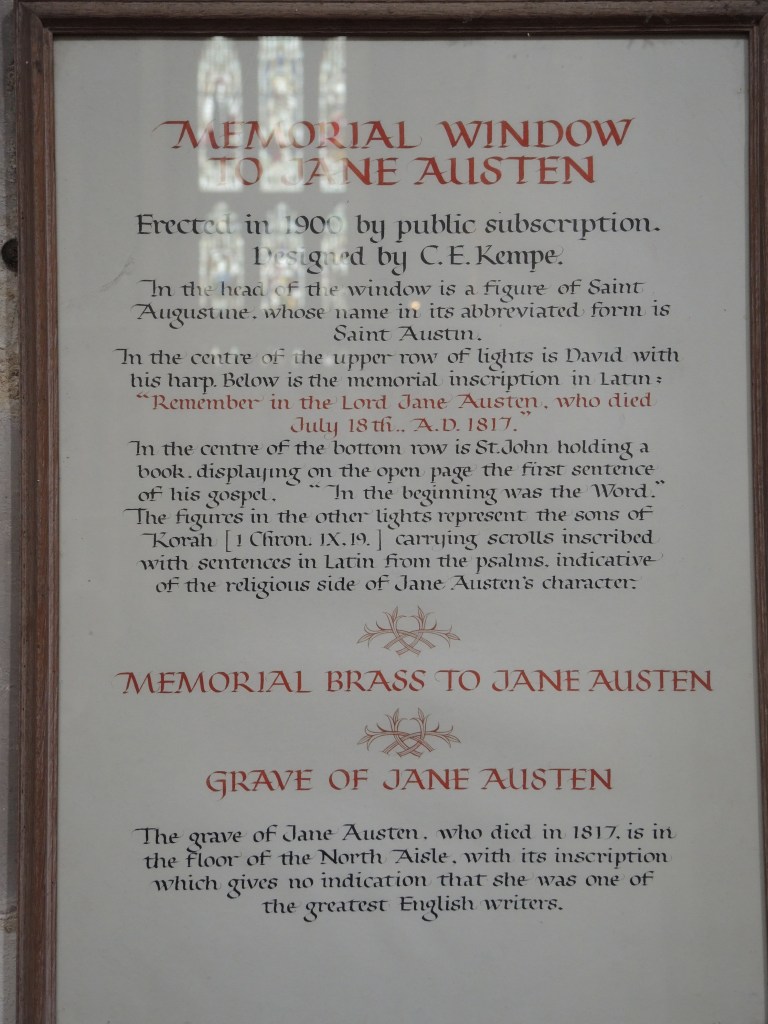 MEMORIAL WINDOW
TO JANE AUSTEN
Erected in 1900 by public subscription.
Designed by C. E. Kempe.
In the head of the window is a figure of Saint
Augustine, whose name in its abbreviated form is
Saint Austin.
In the centre of the upper row of lights is David with
his harp. Below is the memorial inscription in Latin:
"Remember in the Lord Jane Austen, who died
July 18th., A.D. 1817."
In the centre of the bottom row is St. John holding a
book, displaying on the open page the first sentence
of his gospel, "In the beginning was the Word."
The figures in the other lights represent the sons of
Korah [1 Chron. IX. 19.] carrying scrolls inscribed
with sentences in Latin from the psalms, indicative
of the religious side of Jane Austen's character.
MEMORIAL BRASS TO JANE AUSTEN
GRAVE OF JANE AUSTEN
The grave of Jane Austen, who died in 1817, is in
the floor of the North Aisle, with its inscription
which gives no indication that she was one of
the greatest English writers.